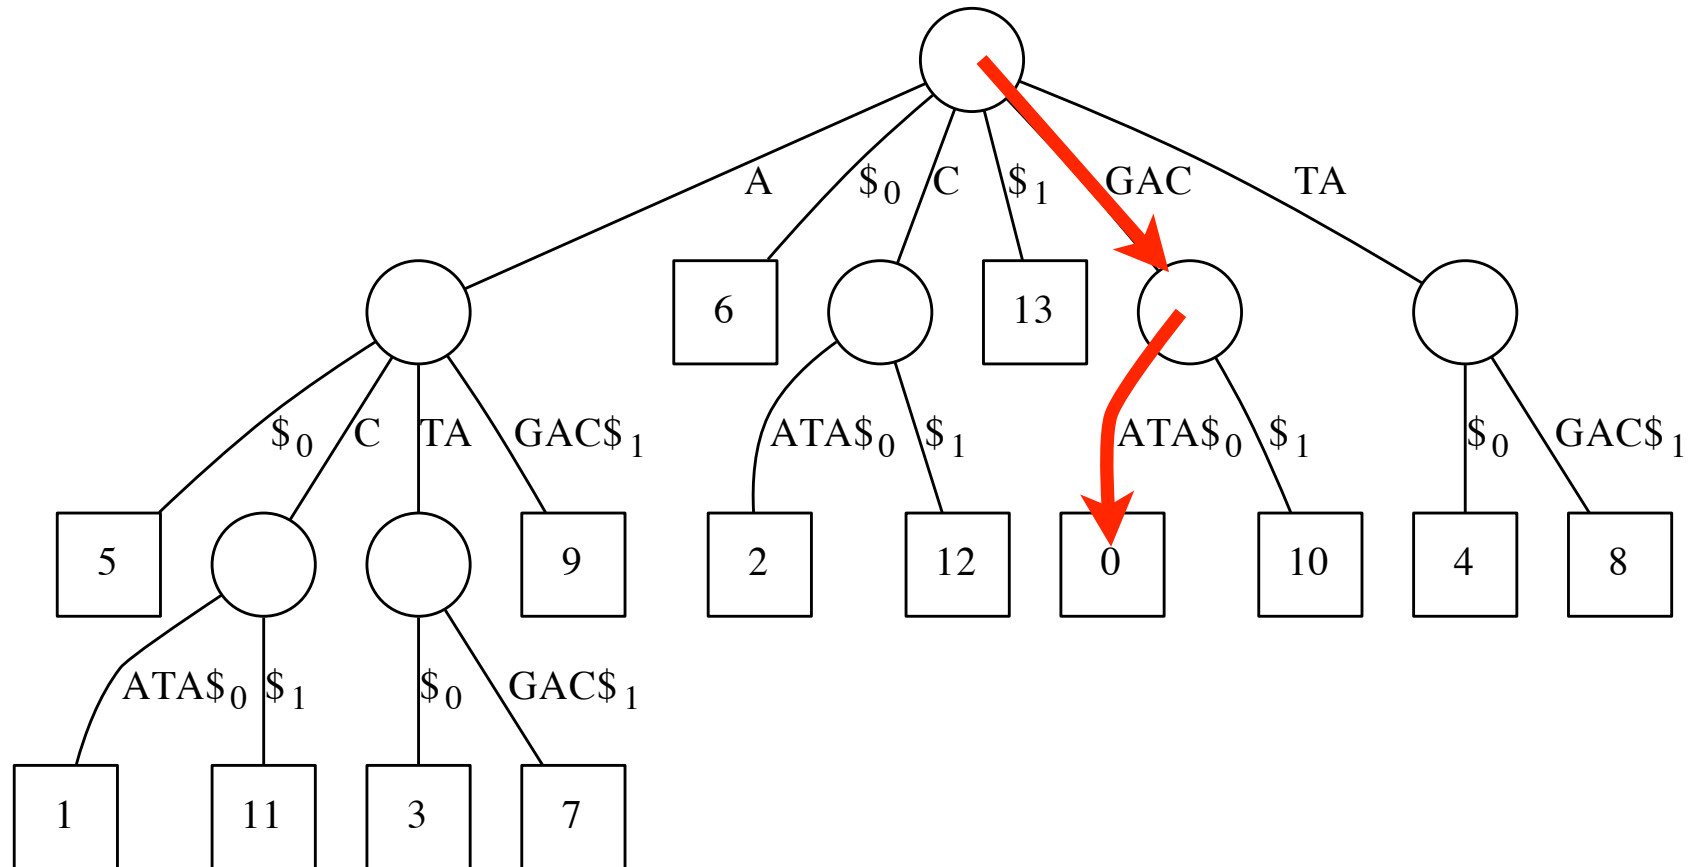 A $0 C $1 GAC TA
6 13
$0 C TA GAC$1 ATA$0 $1 ATA$0 $1 $0 GAC$1
5 9 2 12 0 10 4 8
ATA$0 $1 $0 GAC$1
1 11 3 7